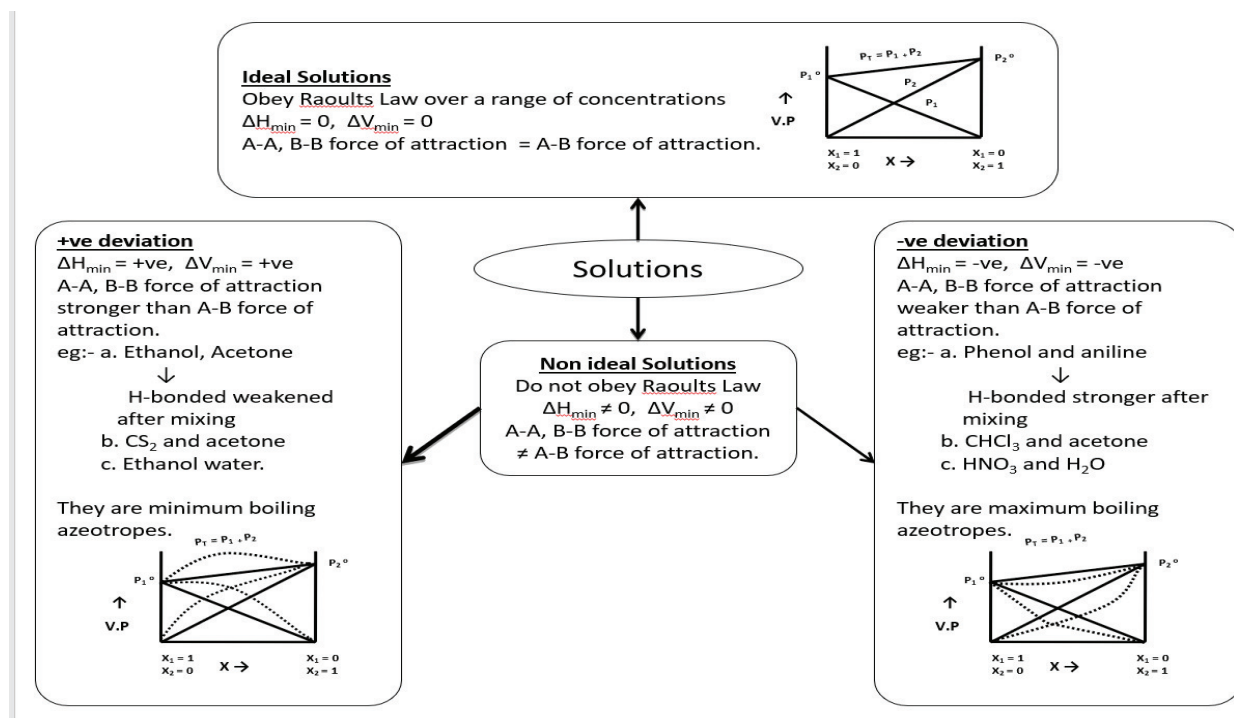 Ideal Solutions
Obey Raoults Law over a range of concentrations
ΔHmin = 0, ΔVmin = 0
A-A, B-B force of attraction = A-B force of attraction.
PT = P1 + P2
P1°
P2°
P2
P1
↑
V.P
X1 = 1
X2 = 0
X →
X1 = 0
X2 = 1
Solutions
+ve deviation
ΔHmin = +ve, ΔVmin = +ve
A-A, B-B force of attraction
stronger than A-B force of
attraction.
eg:- a. Ethanol, Acetone
↓
H-bonded weakened
after mixing
b. CS2 and acetone
c. Ethanol water.
They are minimum boiling
azeotropes.
PT = P1 + P2
P1°
P2°
↑
V.P
X1 = 1
X2 = 0
X →
X1 = 0
X2 = 1
Non ideal Solutions
Do not obey Raoults Law
ΔHmin ≠ 0, ΔVmin ≠ 0
A-A, B-B force of attraction
≠ A-B force of attraction.
-ve deviation
ΔHmin = -ve, ΔVmin = -ve
A-A, B-B force of attraction
weaker than A-B force of
attraction.
eg:- a. Phenol and aniline
↓
H-bonded stronger after
mixing
b. CHCl3 and acetone
c. HNO3 and H2O
They are maximum boiling
azeotropes.
PT = P1 + P2
P1°
P2°
↑
V.P
X1 = 1
X2 = 0
X →
X1 = 0
X2 = 1